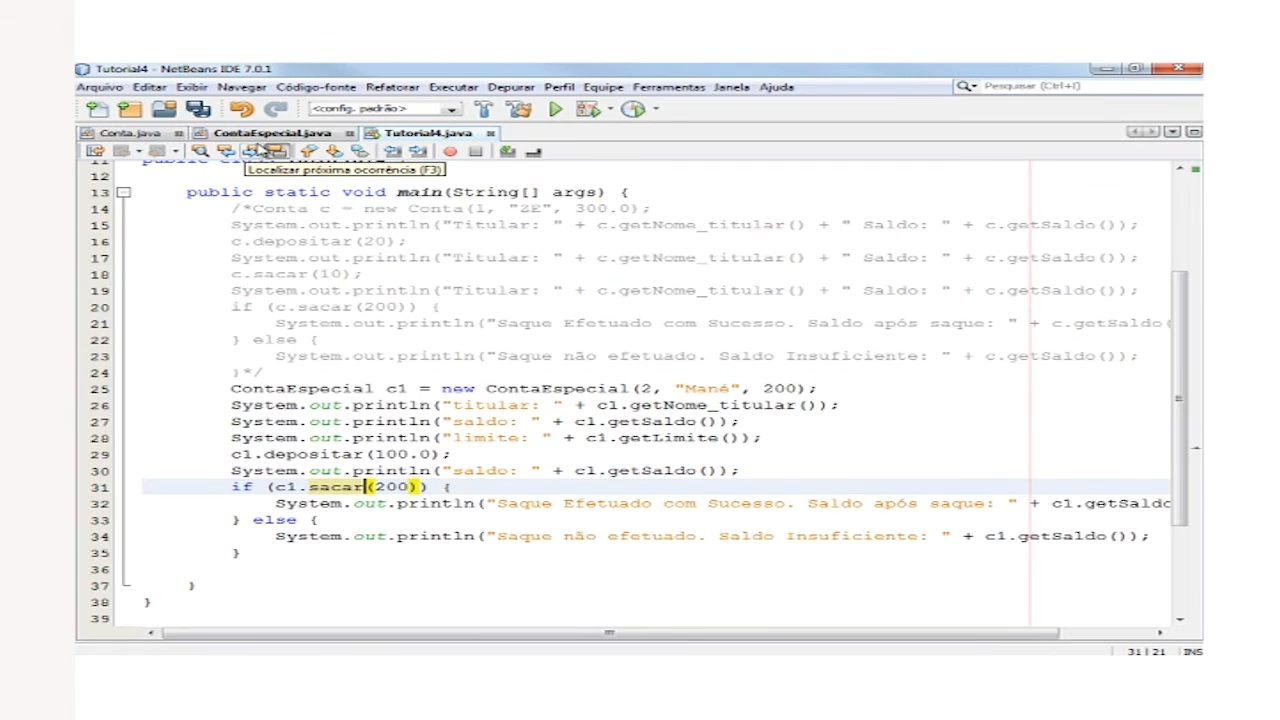 Tutorial4 - NetBeans IDE 7.0.1
Arquivo Editar Exibir Navegar Código-fonte Refatorar Executar Depurar Perfil Equipe Ferramentas Janela Ajuda
Pesquisar (Ctrl+I)
<config. padrão>
Conta.java ContaEspecial.java Tutorial4.java
Localizar próxima ocorrência (F3)
12
13 public static void main(String[] args) {
14 /*Conta c = new Conta(1, "ZE", 300.0);
15 System.out.println("Titular: " + c.getNome_titular() + " Saldo: " + c.getSaldo());
16 c.depositar(20);
17 System.out.println("Titular: " + c.getNome_titular() + " Saldo: " + c.getSaldo());
18 c.sacar(10);
19 System.out.println("Titular: " + c.getNome_titular() + " Saldo: " + c.getSaldo());
20 if (c.sacar(200)) {
21 System.out.println("Saque Efetuado com Sucesso. Saldo após saque: " + c.getSaldo(
22 } else {
23 System.out.println("Saque não efetuado. Saldo Insuficiente: " + c.getSaldo());
24 }*/
25 ContaEspecial c1 = new ContaEspecial(2, "Mané", 200);
26 System.out.println("titular: " + c1.getNome_titular());
27 System.out.println("saldo: " + c1.getSaldo());
28 System.out.println("limite: " + c1.getLimite());
29 c1.depositar(100.0);
30 System.out.println("saldo: " + c1.getSaldo());
31 if (c1.sacar(200)) {
32 System.out.println("Saque Efetuado com Sucesso. Saldo após saque: " + c1.getSaldo
33 } else {
34 System.out.println("Saque não efetuado. Saldo Insuficiente: " + c1.getSaldo());
35 }
36
37 }
38 }
39
31 | 21 INS